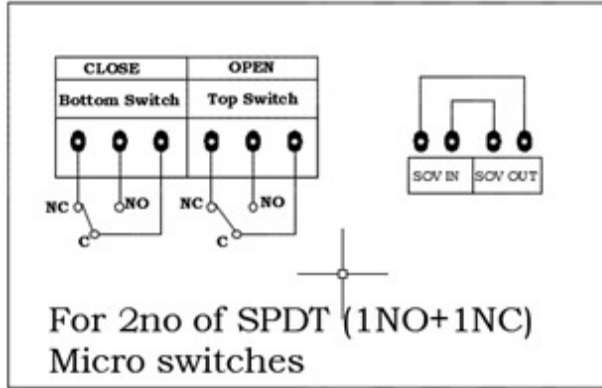 CLOSE OPEN
Bottom Switch Top Switch
NC NO NC NO
C C
SOV IN SOV OUT
For 2no of SPDT (1NO+1NC)
Micro switches